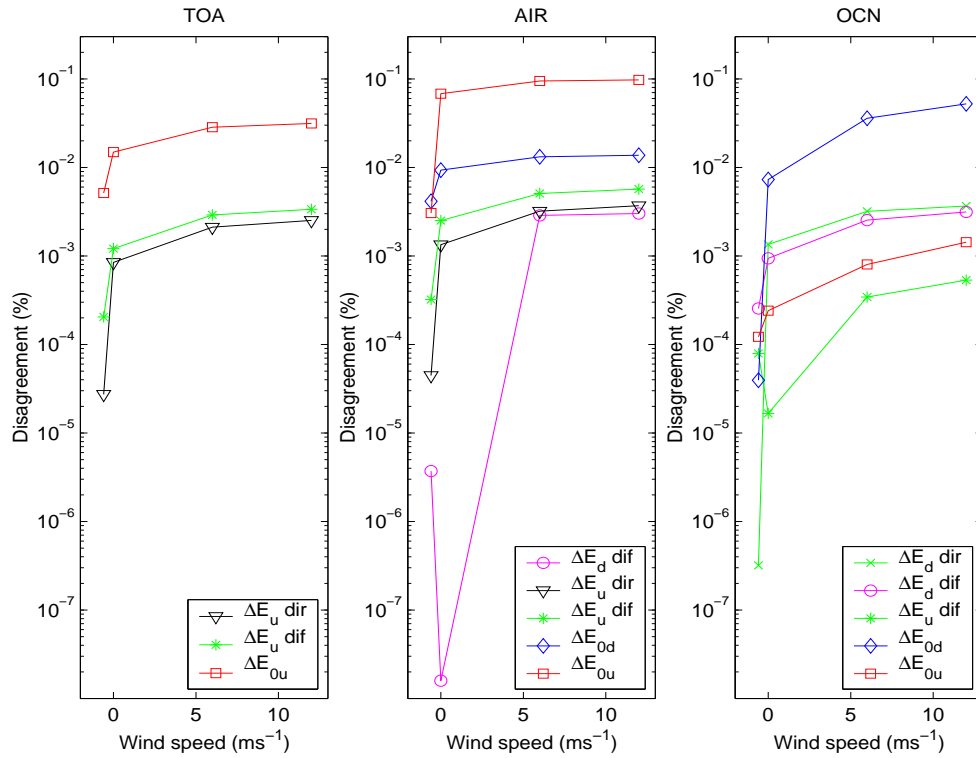 TOA
10⁻¹
10⁻²
10⁻³
10⁻⁴
10⁻⁵
10⁻⁶
10⁻⁷
Disagreement (%)
ΔE_u dir
ΔE_u dif
ΔE_0u
0 5 10
Wind speed (ms⁻¹)
AIR
10⁻¹
10⁻²
10⁻³
10⁻⁴
10⁻⁵
10⁻⁶
10⁻⁷
Disagreement (%)
ΔE_d dif
ΔE_u dir
ΔE_u dif
ΔE_0d
ΔE_0u
0 5 10
Wind speed (ms⁻¹)
OCN
10⁻¹
10⁻²
10⁻³
10⁻⁴
10⁻⁵
10⁻⁶
10⁻⁷
Disagreement (%)
ΔE_d dir
ΔE_d dif
ΔE_u dif
ΔE_0d
ΔE_0u
0 5 10
Wind speed (ms⁻¹)